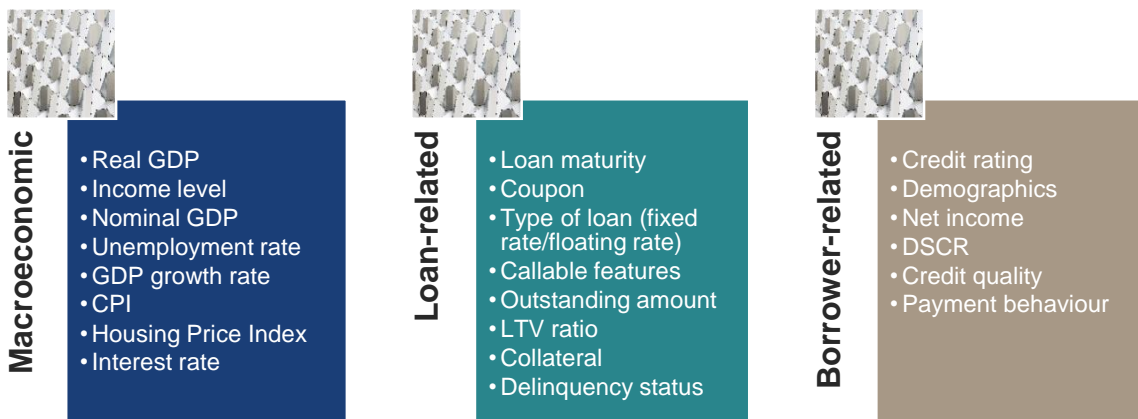 Macroeconomic
• Real GDP
• Income level
• Nominal GDP
• Unemployment rate
• GDP growth rate
• CPI
• Housing Price Index
• Interest rate
Loan-related
• Loan maturity
• Coupon
• Type of loan (fixed
rate/floating rate)
• Callable features
• Outstanding amount
• LTV ratio
• Collateral
• Delinquency status
Borrower-related
• Credit rating
• Demographics
• Net income
• DSCR
• Credit quality
• Payment behaviour